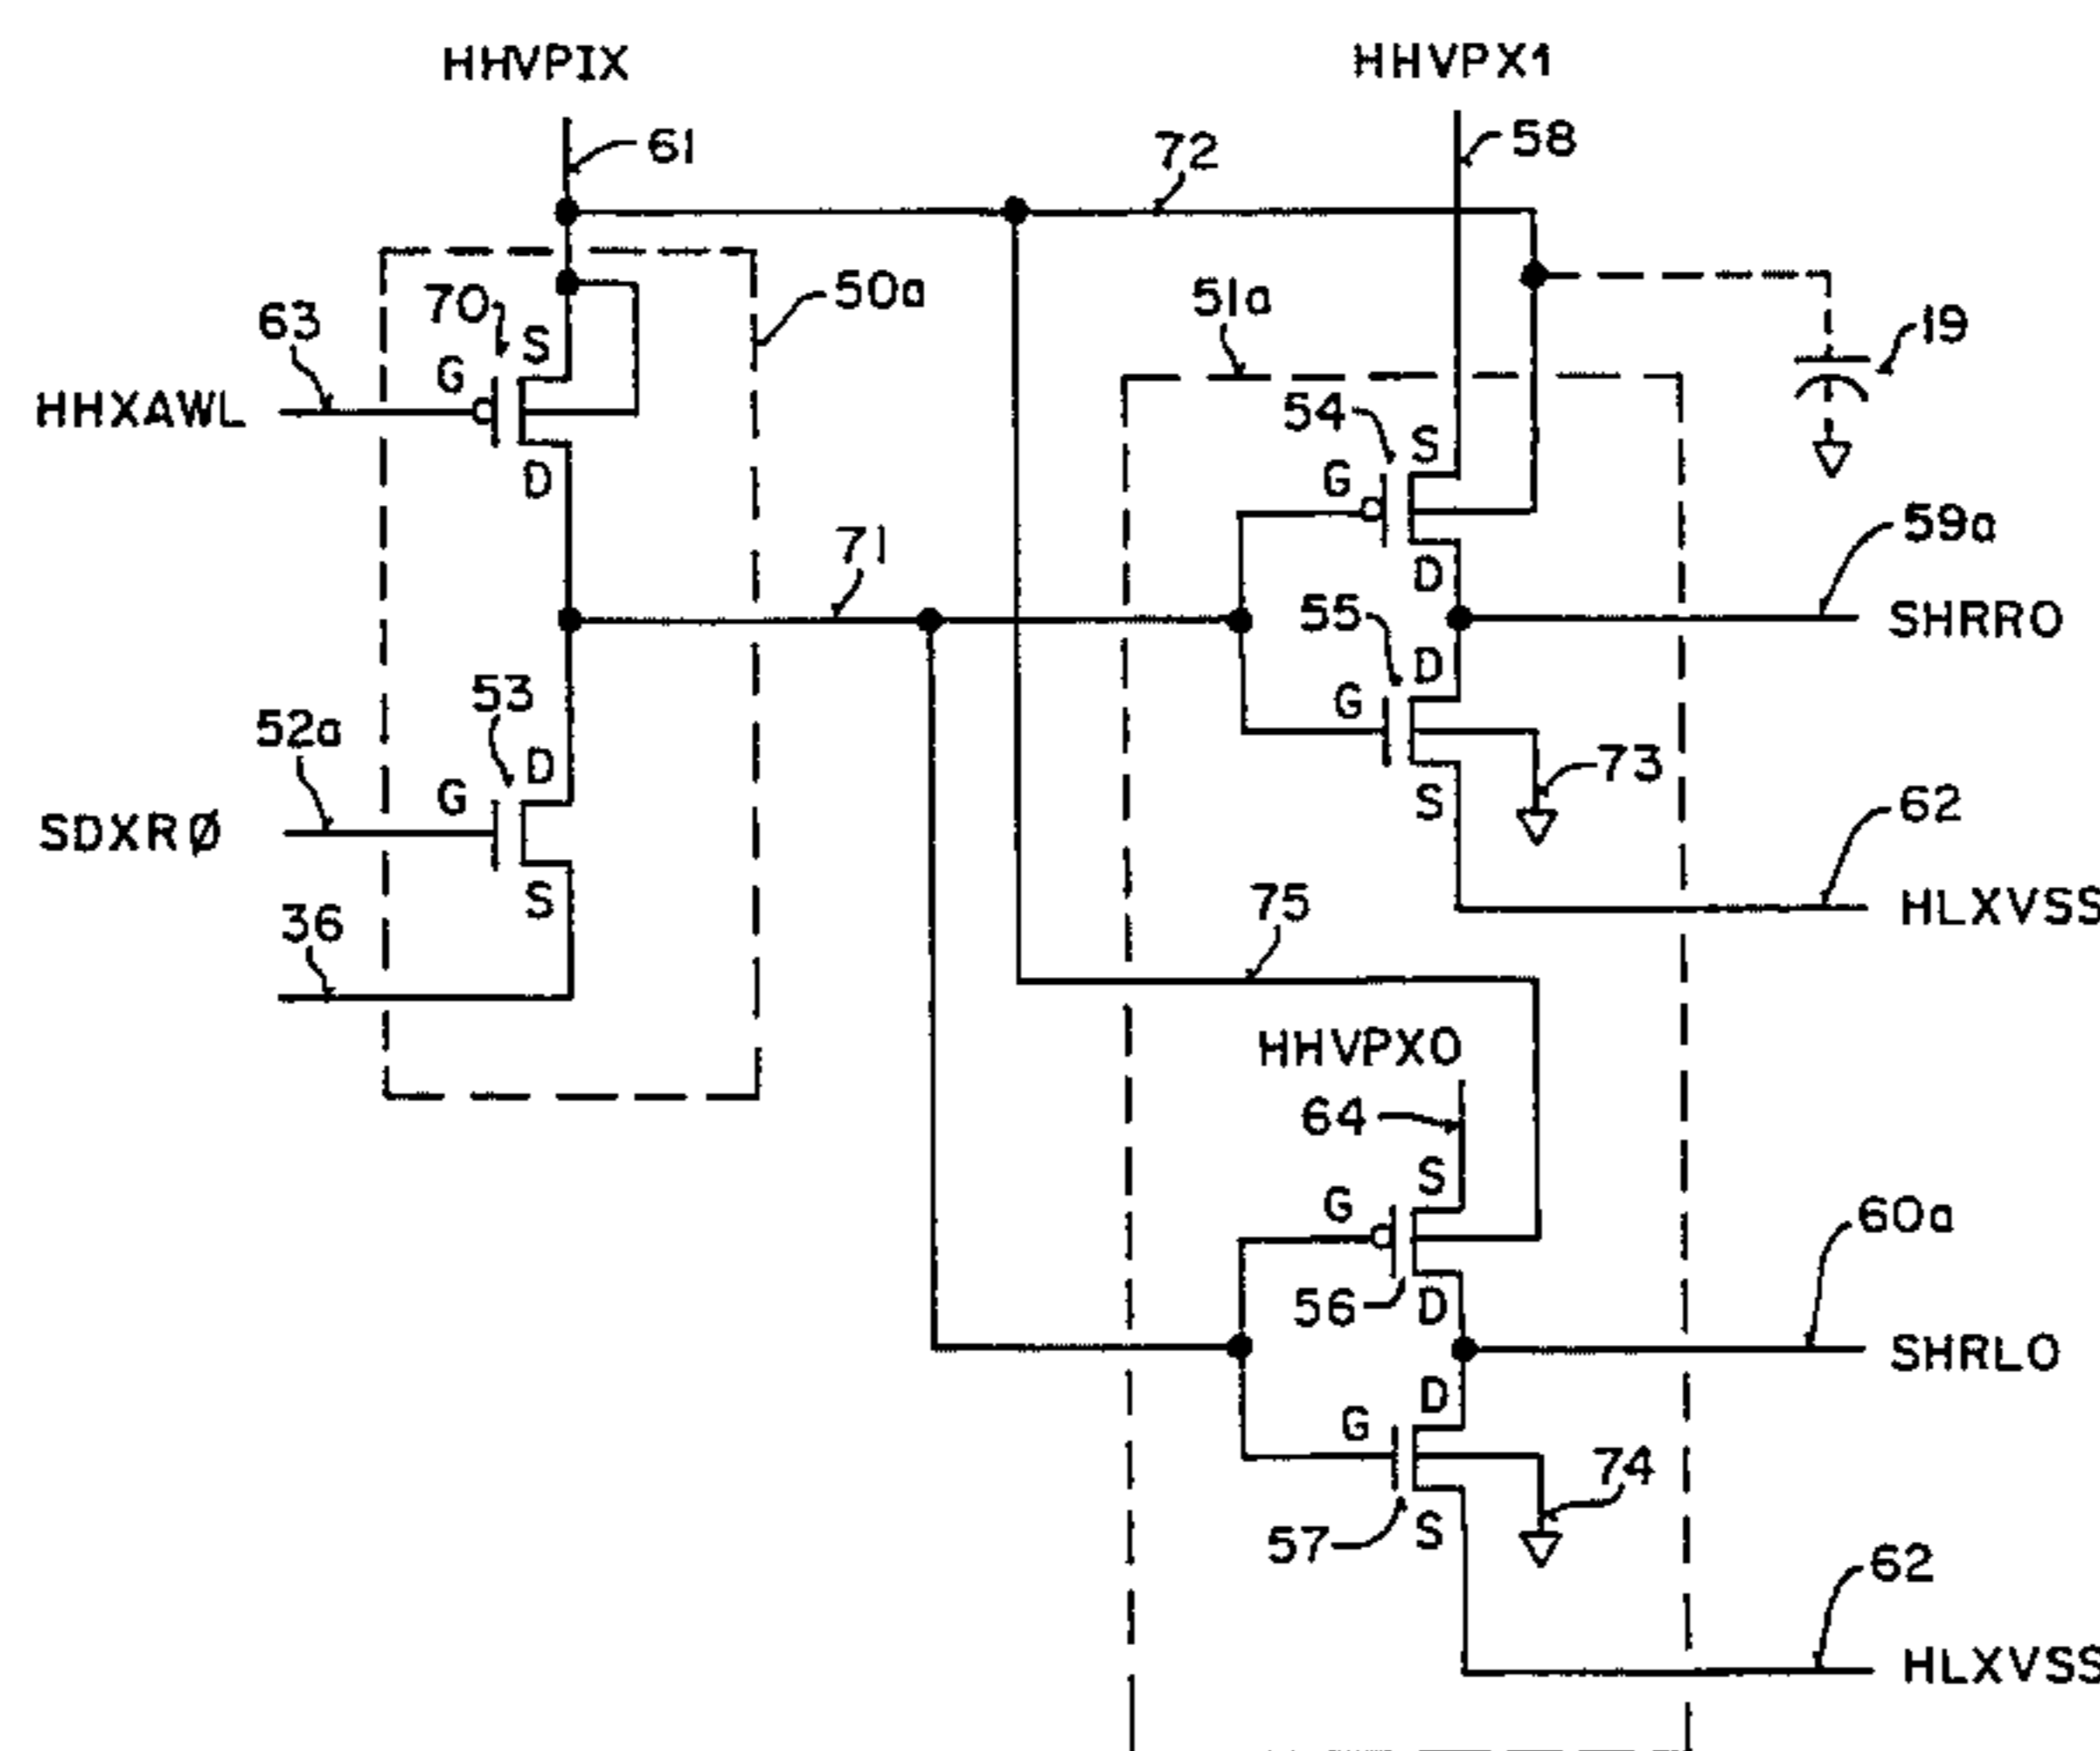 HHVPIX
HHVPX1
61
58
72
50a
51a
70
63
S
G
19
HHXAWL
54
S
G
D
59a
71
D
SHRRO
55
D
G
53
52a
D
73
G
S
62
SDXRØ
S
HLXVSS
36
75
HHVPXO
64
S
G
60a
56
D
SHRLO
D
G
74
57
S
62
HLXVSS